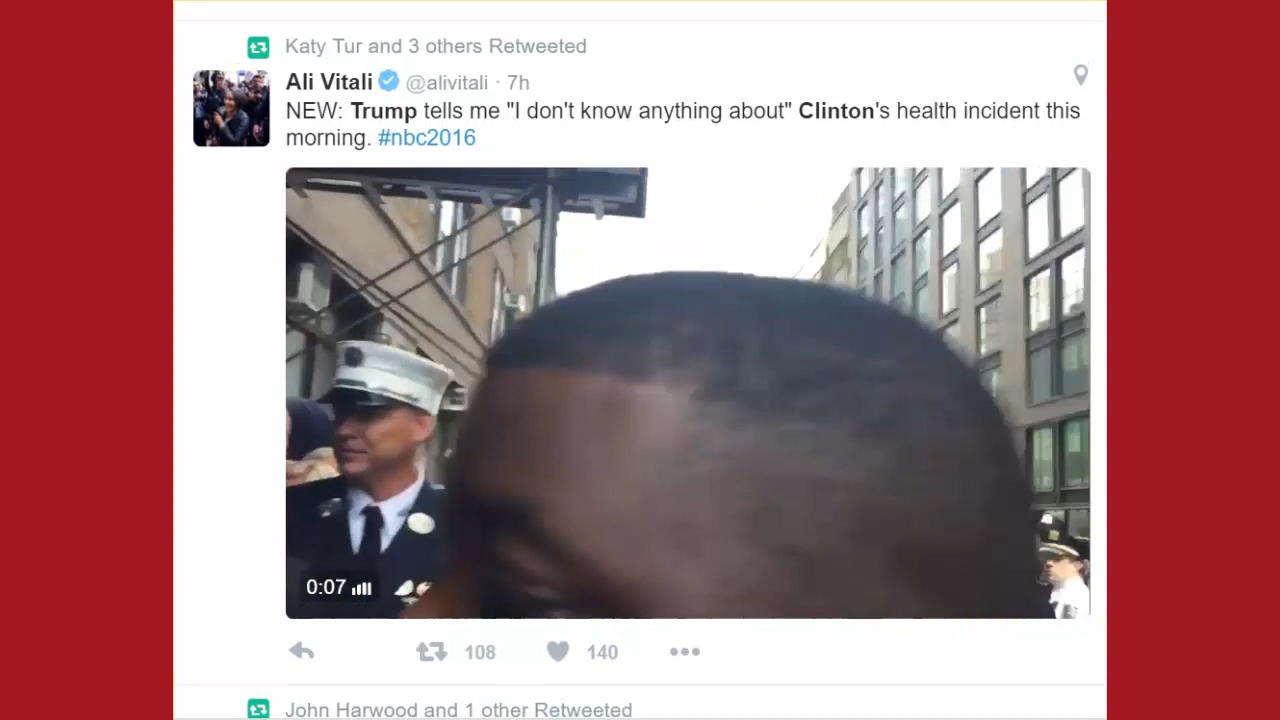 Katy Tur and 3 others Retweeted
Ali Vitali @alivitali · 7h
NEW: Trump tells me "I don't know anything about" Clinton's health incident this
morning. #nbc2016
0:07
108 140 •••
John Harwood and 1 other Retweeted